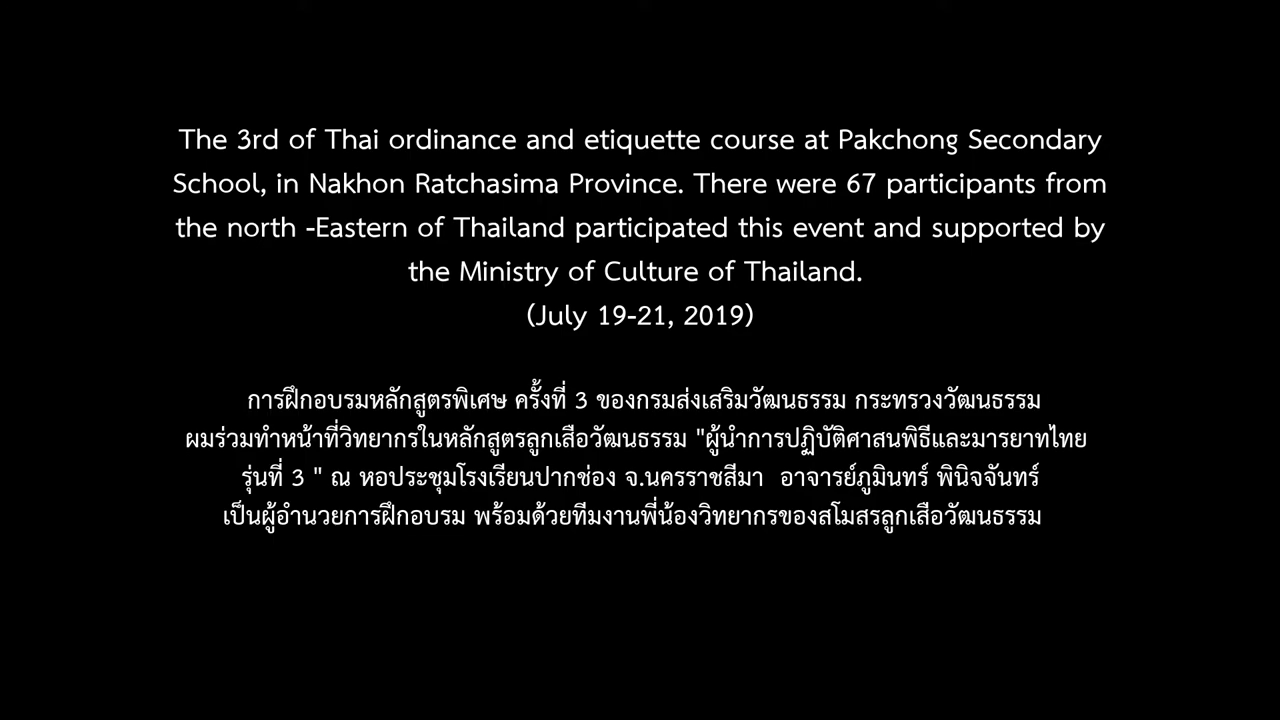 The 3rd of Thai ordinance and etiquette course at Pakchong Secondary
School, in Nakhon Ratchasima Province. There were 67 participants from
the north -Eastern of Thailand participated this event and supported by
the Ministry of Culture of Thailand.
(July 19-21, 2019)
การฝึกอบรมหลักสูตรพิเศษ ครั้งที่ 3 ของกรมส่งเสริมวัฒนธรรม กระทรวงวัฒนธรรม
ผมร่วมทำหน้าที่วิทยากรในหลักสูตรลูกเสือวัฒนธรรม "ผู้นำการปฏิบัติศาสนพิธีและมารยาทไทย
รุ่นที่ 3 " ณ หอประชุมโรงเรียนปากช่อง จ.นครราชสีมา  อาจารย์ภูมินทร์ พินิจจันทร์
เป็นผู้อำนวยการฝึกอบรม พร้อมด้วยทีมงานพี่น้องวิทยากรของสโมสรลูกเสือวัฒนธรรม